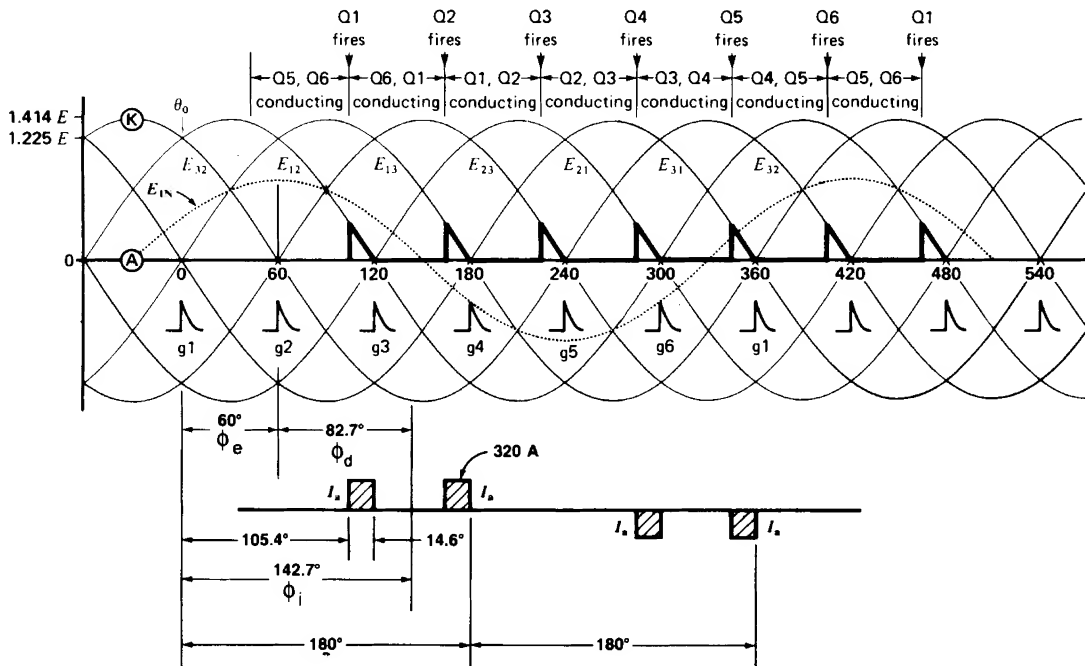 Q1 Q2 Q3 Q4 Q5 Q6 Q1
fires fires fires fires fires fires fires
Q5, Q6 Q6, Q1 Q1, Q2 Q2, Q3 Q3, Q4 Q4, Q5 Q5, Q6
conducting conducting conducting conducting conducting conducting conducting
θ₀
1.414 E K
1.225 E
E₃₂ E₁₂ E₁₃ E₂₃ E₂₁ E₃₁ E₃₂
E₁N
0 A
0 60 120 180 240 300 360 420 480 540
g1 g2 g3 g4 g5 g6 g1
60° 82.7°
ϕe ϕd
320 A
Iₐ Iₐ Iₐ Iₐ
105.4° 14.6°
142.7°
ϕi
180° 180°